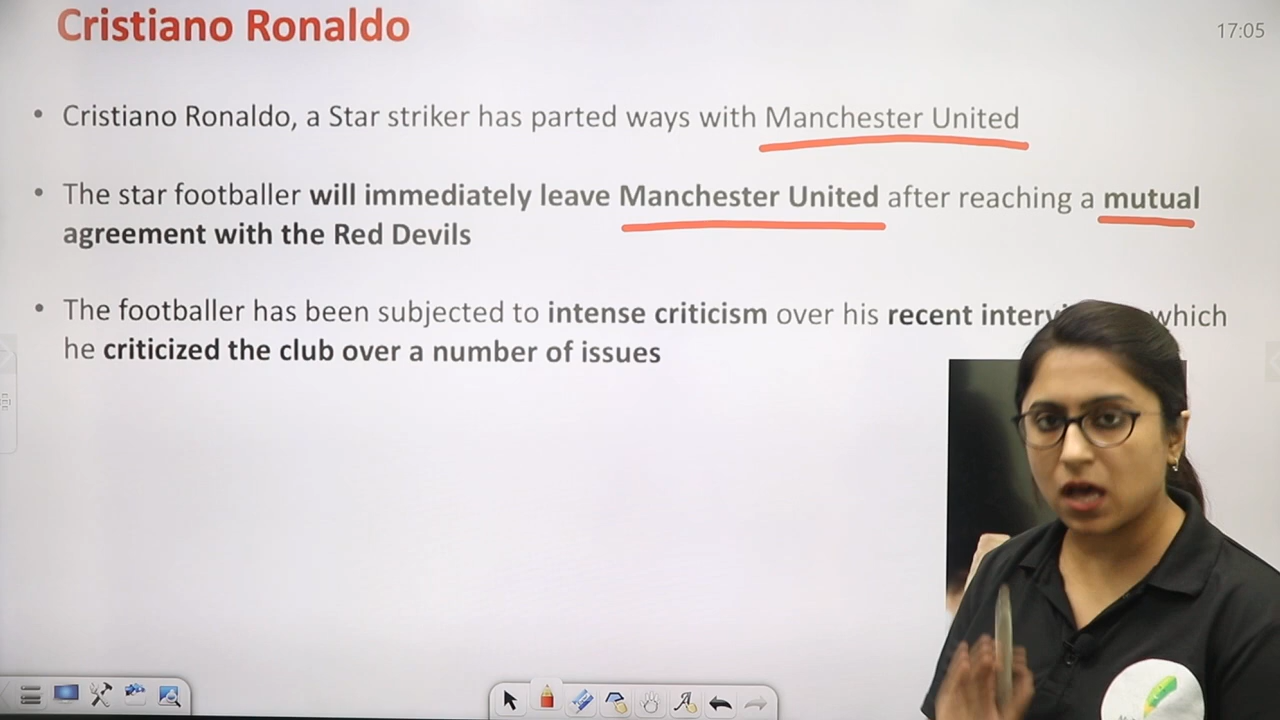 Cristiano Ronaldo
17:05
• Cristiano Ronaldo, a Star striker has parted ways with Manchester United
• The star footballer will immediately leave Manchester United after reaching a mutual
agreement with the Red Devils
• The footballer has been subjected to intense criticism over his recent which
he criticized the club over a number of issues